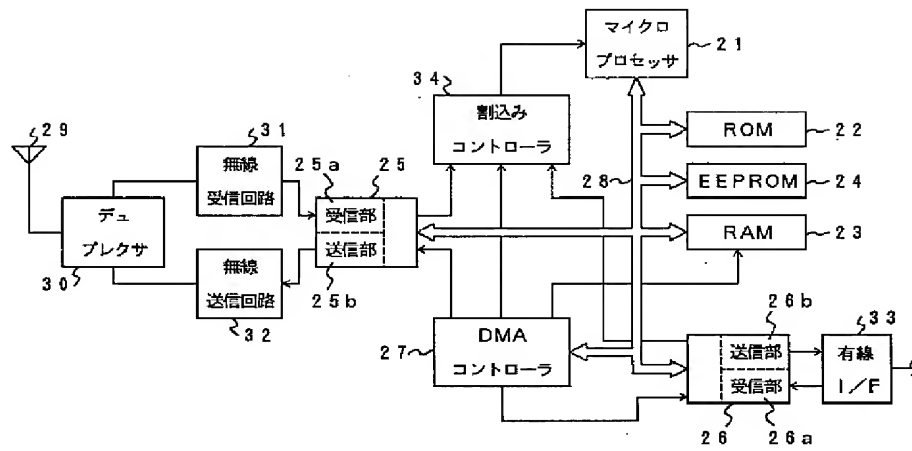 マイクロ
プロセッサ
21
34
割込み
コントローラ
29
31
無線
受信回路
25a
25
28
ROM
22
EEPROM
24
デュ
プレクサ
30
受信部
送信部
RAM
23
無線
送信回路
32
25b
26b
33
27
DMA
コントローラ
送信部
受信部
有線
I/F
26
26a